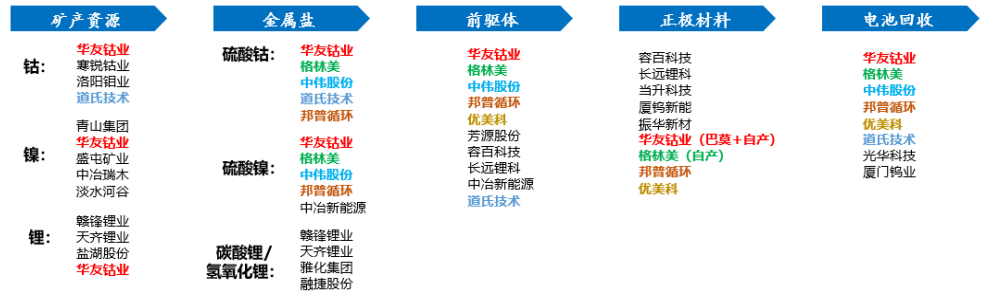 矿产资源
钴：
华友钴业
寒锐钴业
洛阳钼业
道氏技术
镍：
青山集团
华友钴业
盛屯矿业
中冶瑞木
淡水河谷
锂：
赣锋锂业
天齐锂业
盐湖股份
华友钴业
金属盐
硫酸钴：
华友钴业
格林美
中伟股份
道氏技术
邦普循环
硫酸镍：
华友钴业
格林美
中伟股份
邦普循环
中冶新能源
碳酸锂/
氢氧化锂：
赣锋锂业
天齐锂业
雅化集团
融捷股份
前驱体
华友钴业
格林美
中伟股份
邦普循环
优美科
芳源股份
容百科技
长远锂科
中冶新能源
道氏技术
正极材料
容百科技
长远锂科
当升科技
厦钨新能
振华新材
华友钴业（巴莫+自产）
格林美（自产）
邦普循环
优美科
电池回收
华友钴业
格林美
中伟股份
邦普循环
优美科
道氏技术
光华科技
厦门钨业